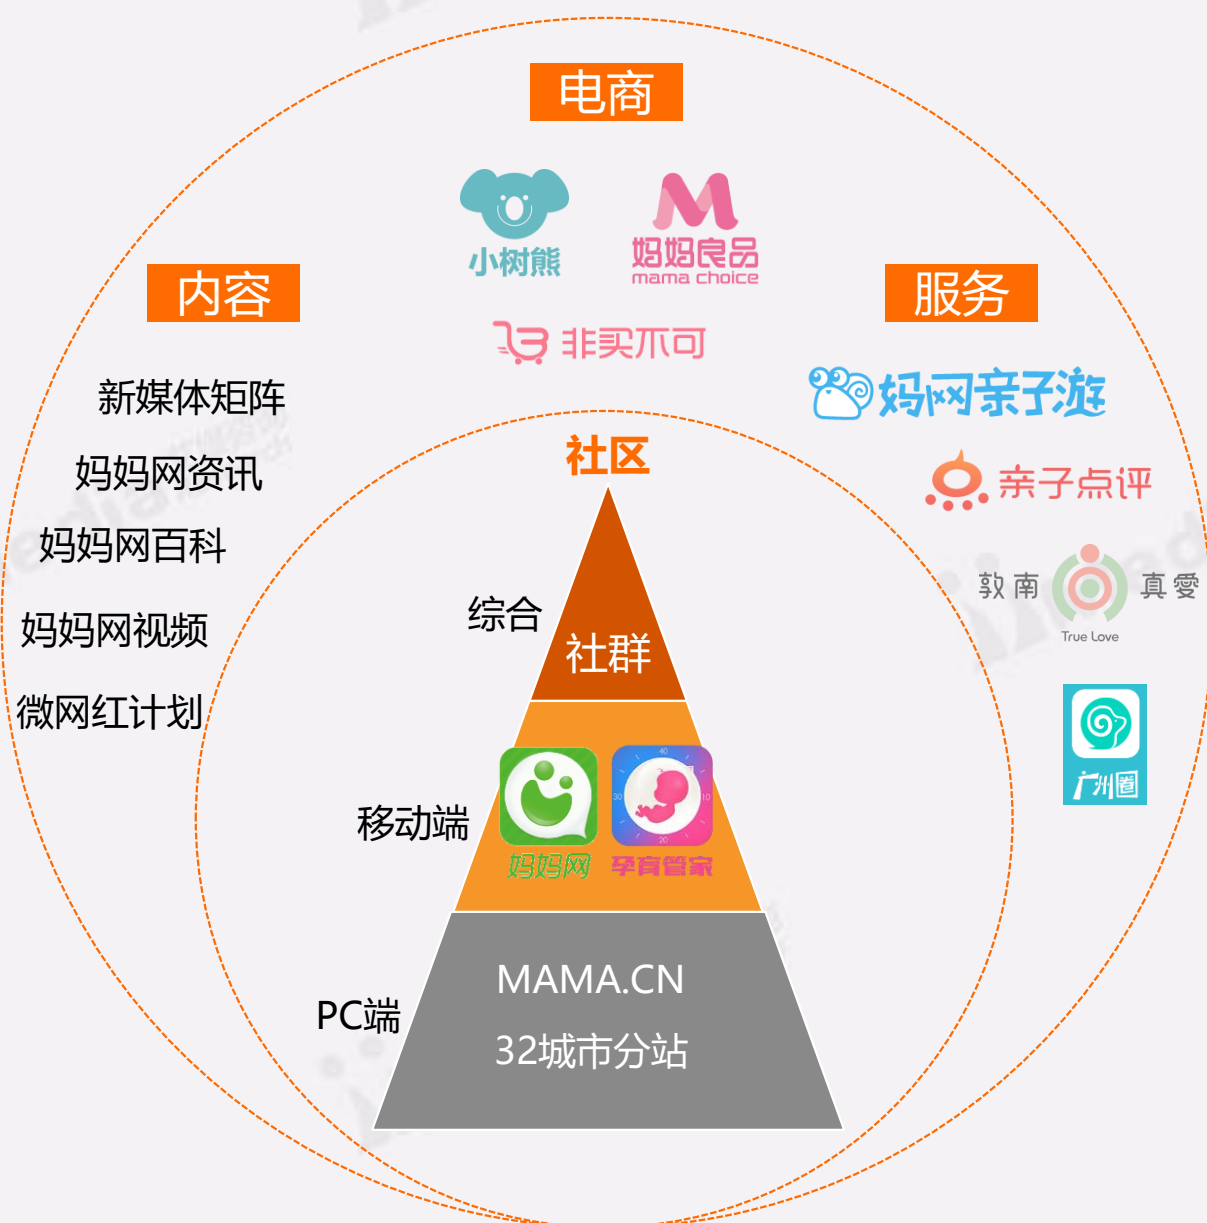 电商
小树熊
妈妈良品
mama choice
非买不可
内容
新媒体矩阵
妈妈网资讯
妈妈网百科
妈妈网视频
微网红计划
服务
妈网亲子游
亲子点评
敦南 真愛
True Love
广州圈
社区
综合
社群
移动端
妈妈网
孕育管家
40
30
10
20
PC端
MAMA.CN
32城市分站